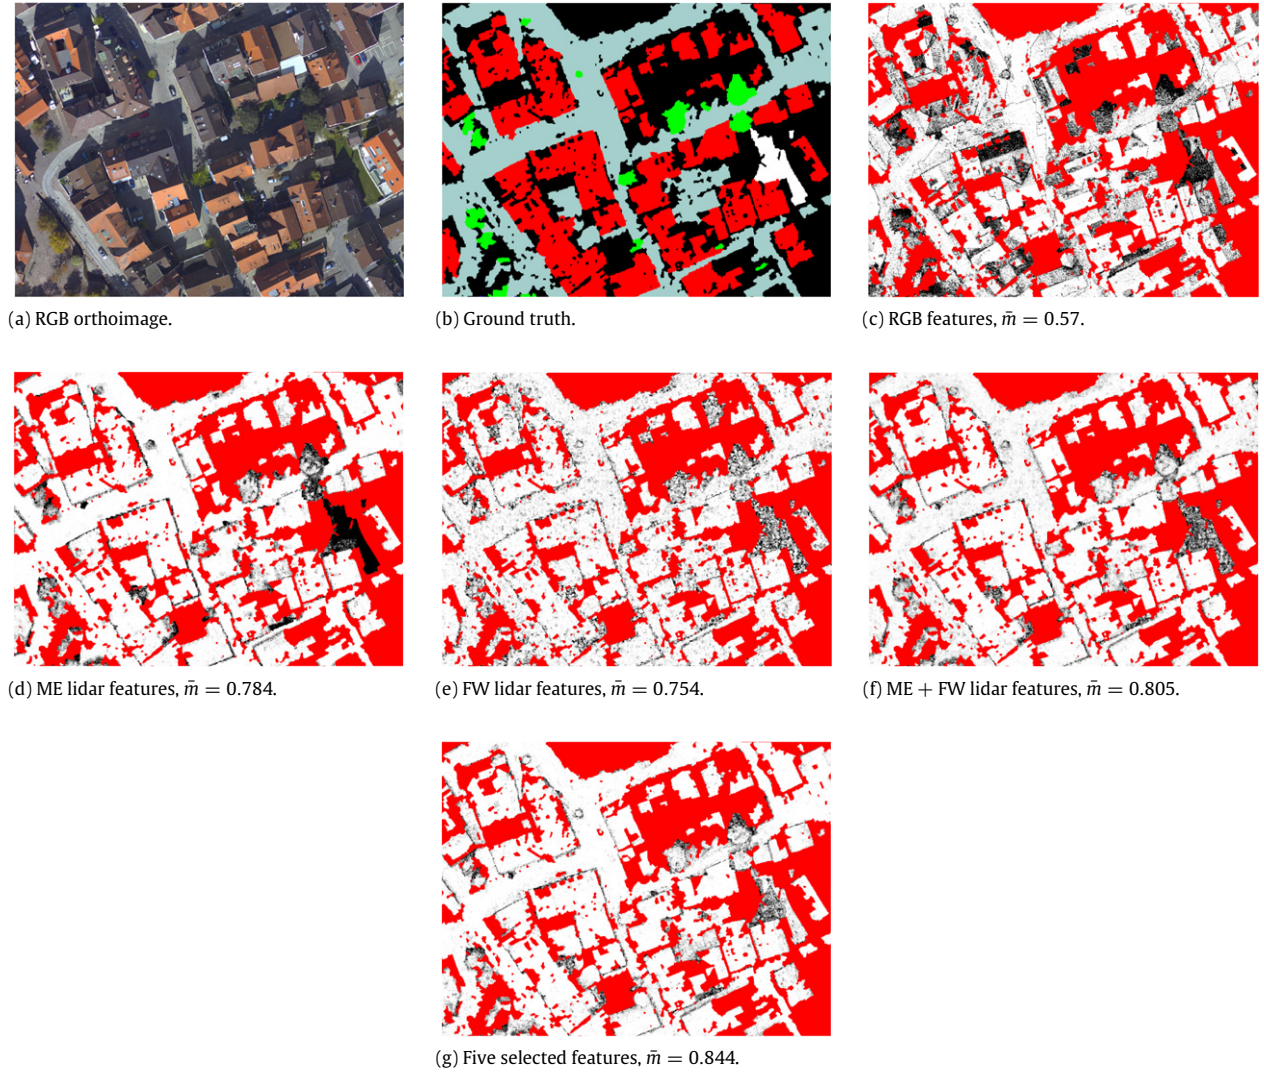 (a) RGB orthoimage.
(b) Ground truth.
(c) RGB features, m̄ = 0.57.
(d) ME lidar features, m̄ = 0.784.
(e) FW lidar features, m̄ = 0.754.
(f) ME + FW lidar features, m̄ = 0.805.
(g) Five selected features, m̄ = 0.844.